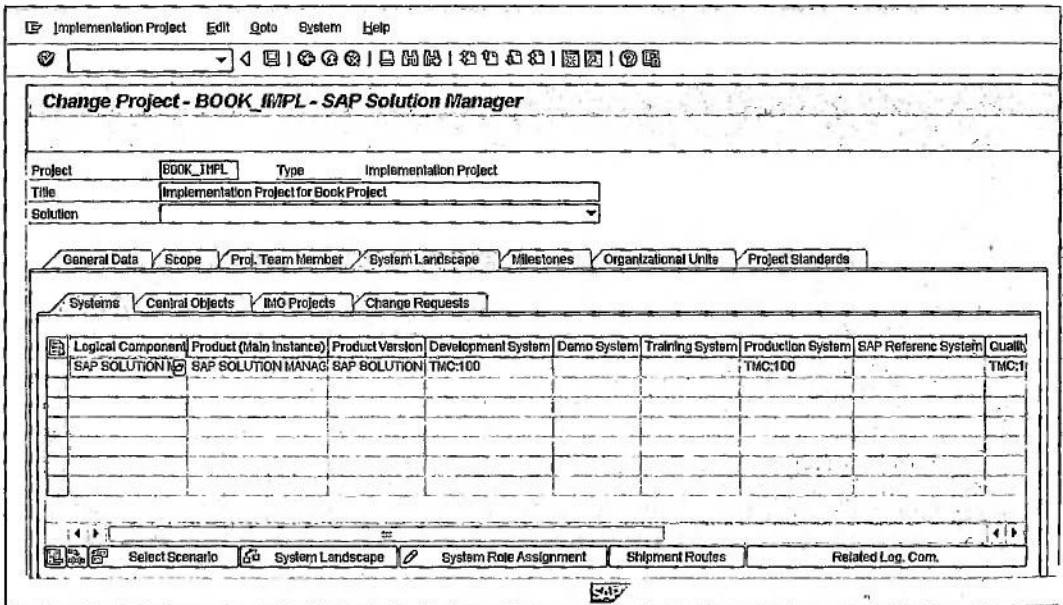 Implementation Project Edit Goto System Help
Change Project - BOOK_IMPL - SAP Solution Manager
Project BOOK_IMPL Type Implementation Project
Title Implementation Project for Book Project
Solution
General Data Scope Proj. Team Member System Landscape Milestones Organizational Units Project Standards
Systems Central Objects IMG Projects Change Requests
Logical Component Product (Main Instance) Product Version Development System Demo System Training System Production System SAP Referenc System Quality
SAP SOLUTION M SAP SOLUTION MANAG SAP SOLUTION TMC:100 TMC:100 TMC:1
Select Scenario System Landscape System Role Assignment Shipment Routes Related Log. Com.
SAP